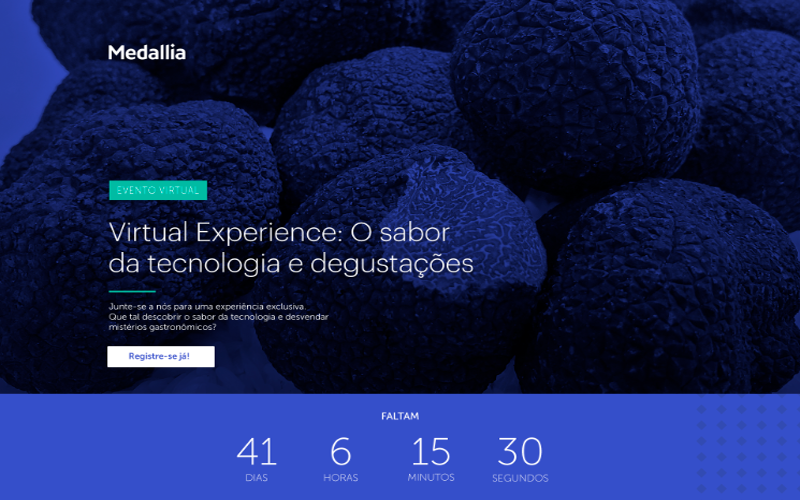 Medallia
EVENTO VIRTUAL
Virtual Experience: O sabor
da tecnologia e degustações
Junte-se a nós para uma experiência exclusiva.
Que tal descobrir o sabor da tecnologia e desvendar
mistérios gastronômicos?
Registre-se já!
FALTAM
41 6 15 30
DIAS HORAS MINUTOS SEGUNDOS